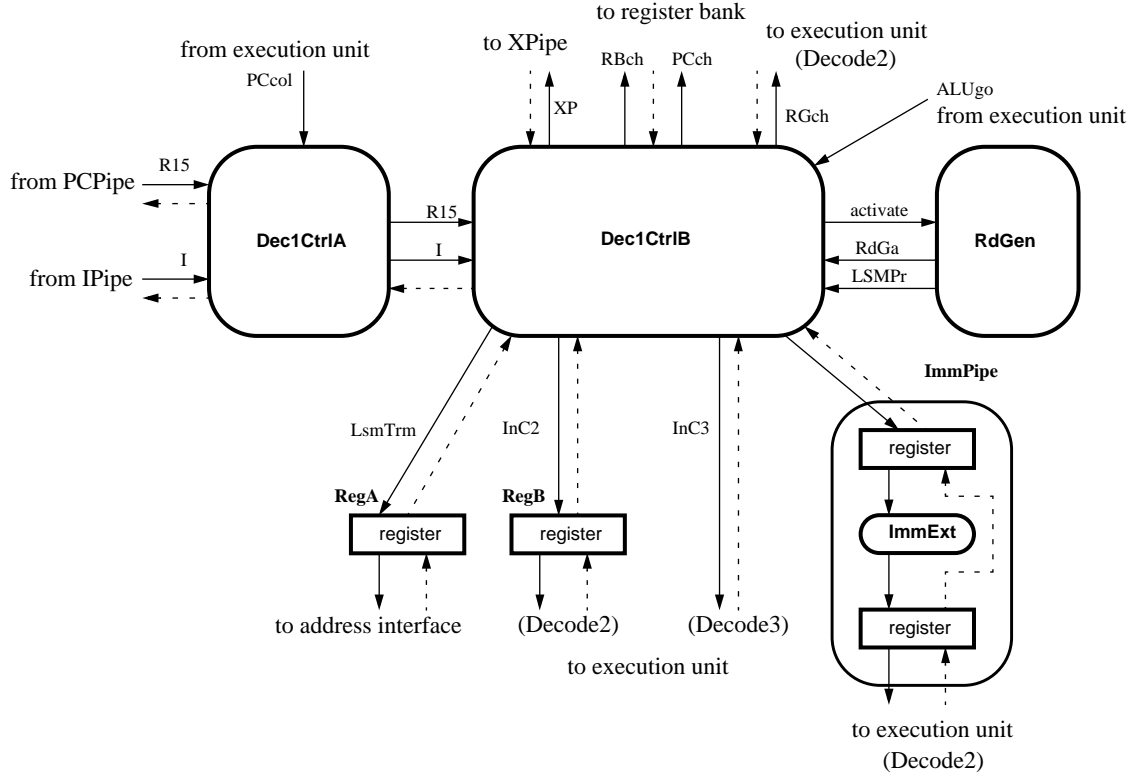 to register bank
from execution unit
to XPipe
to execution unit
(Decode2)
PCcol
RBch
PCch
XP
RGch
ALUgo
from execution unit
R15
from PCPipe
R15
activate
Dec1CtrlA
Dec1CtrlB
RdGen
I
from IPipe
I
RdGa
LSMPr
ImmPipe
LsmTrm
InC2
InC3
register
RegA
RegB
register
register
ImmExt
to address interface
(Decode2)
(Decode3)
register
to execution unit
to execution unit
(Decode2)